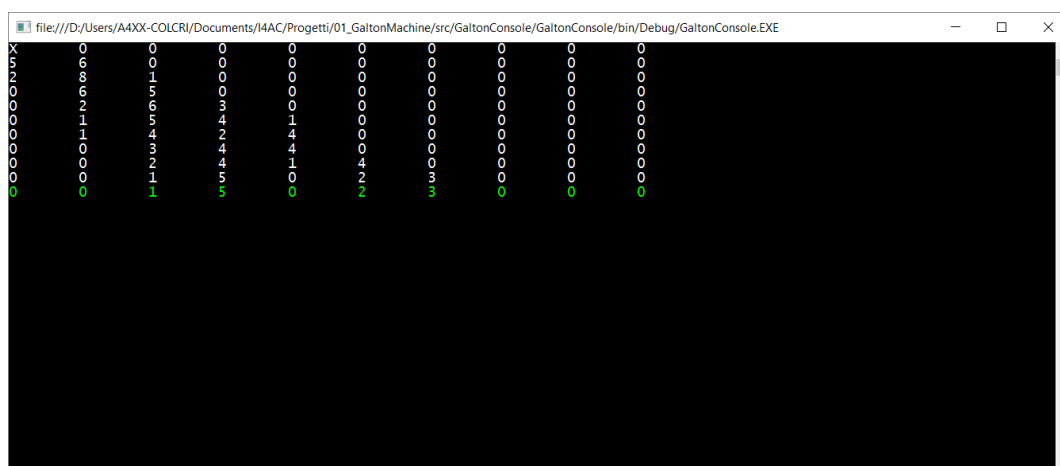 file:///D:/Users/A4XX-COLCRI/Documents/I4AC/Progetti/01_GaltonMachine/src/GaltonConsole/GaltonConsole/bin/Debug/GaltonConsole.EXE
X 0 0 0 0 0 0 0 0 0
5 6 0 0 0 0 0 0 0 0
2 8 1 0 0 0 0 0 0 0
0 6 5 0 0 0 0 0 0 0
0 2 6 3 0 0 0 0 0 0
0 1 5 4 1 0 0 0 0 0
0 1 4 2 4 0 0 0 0 0
0 0 3 4 4 0 0 0 0 0
0 0 2 4 1 4 0 0 0 0
0 0 1 5 0 2 3 0 0 0
0 0 1 5 0 2 3 0 0 0